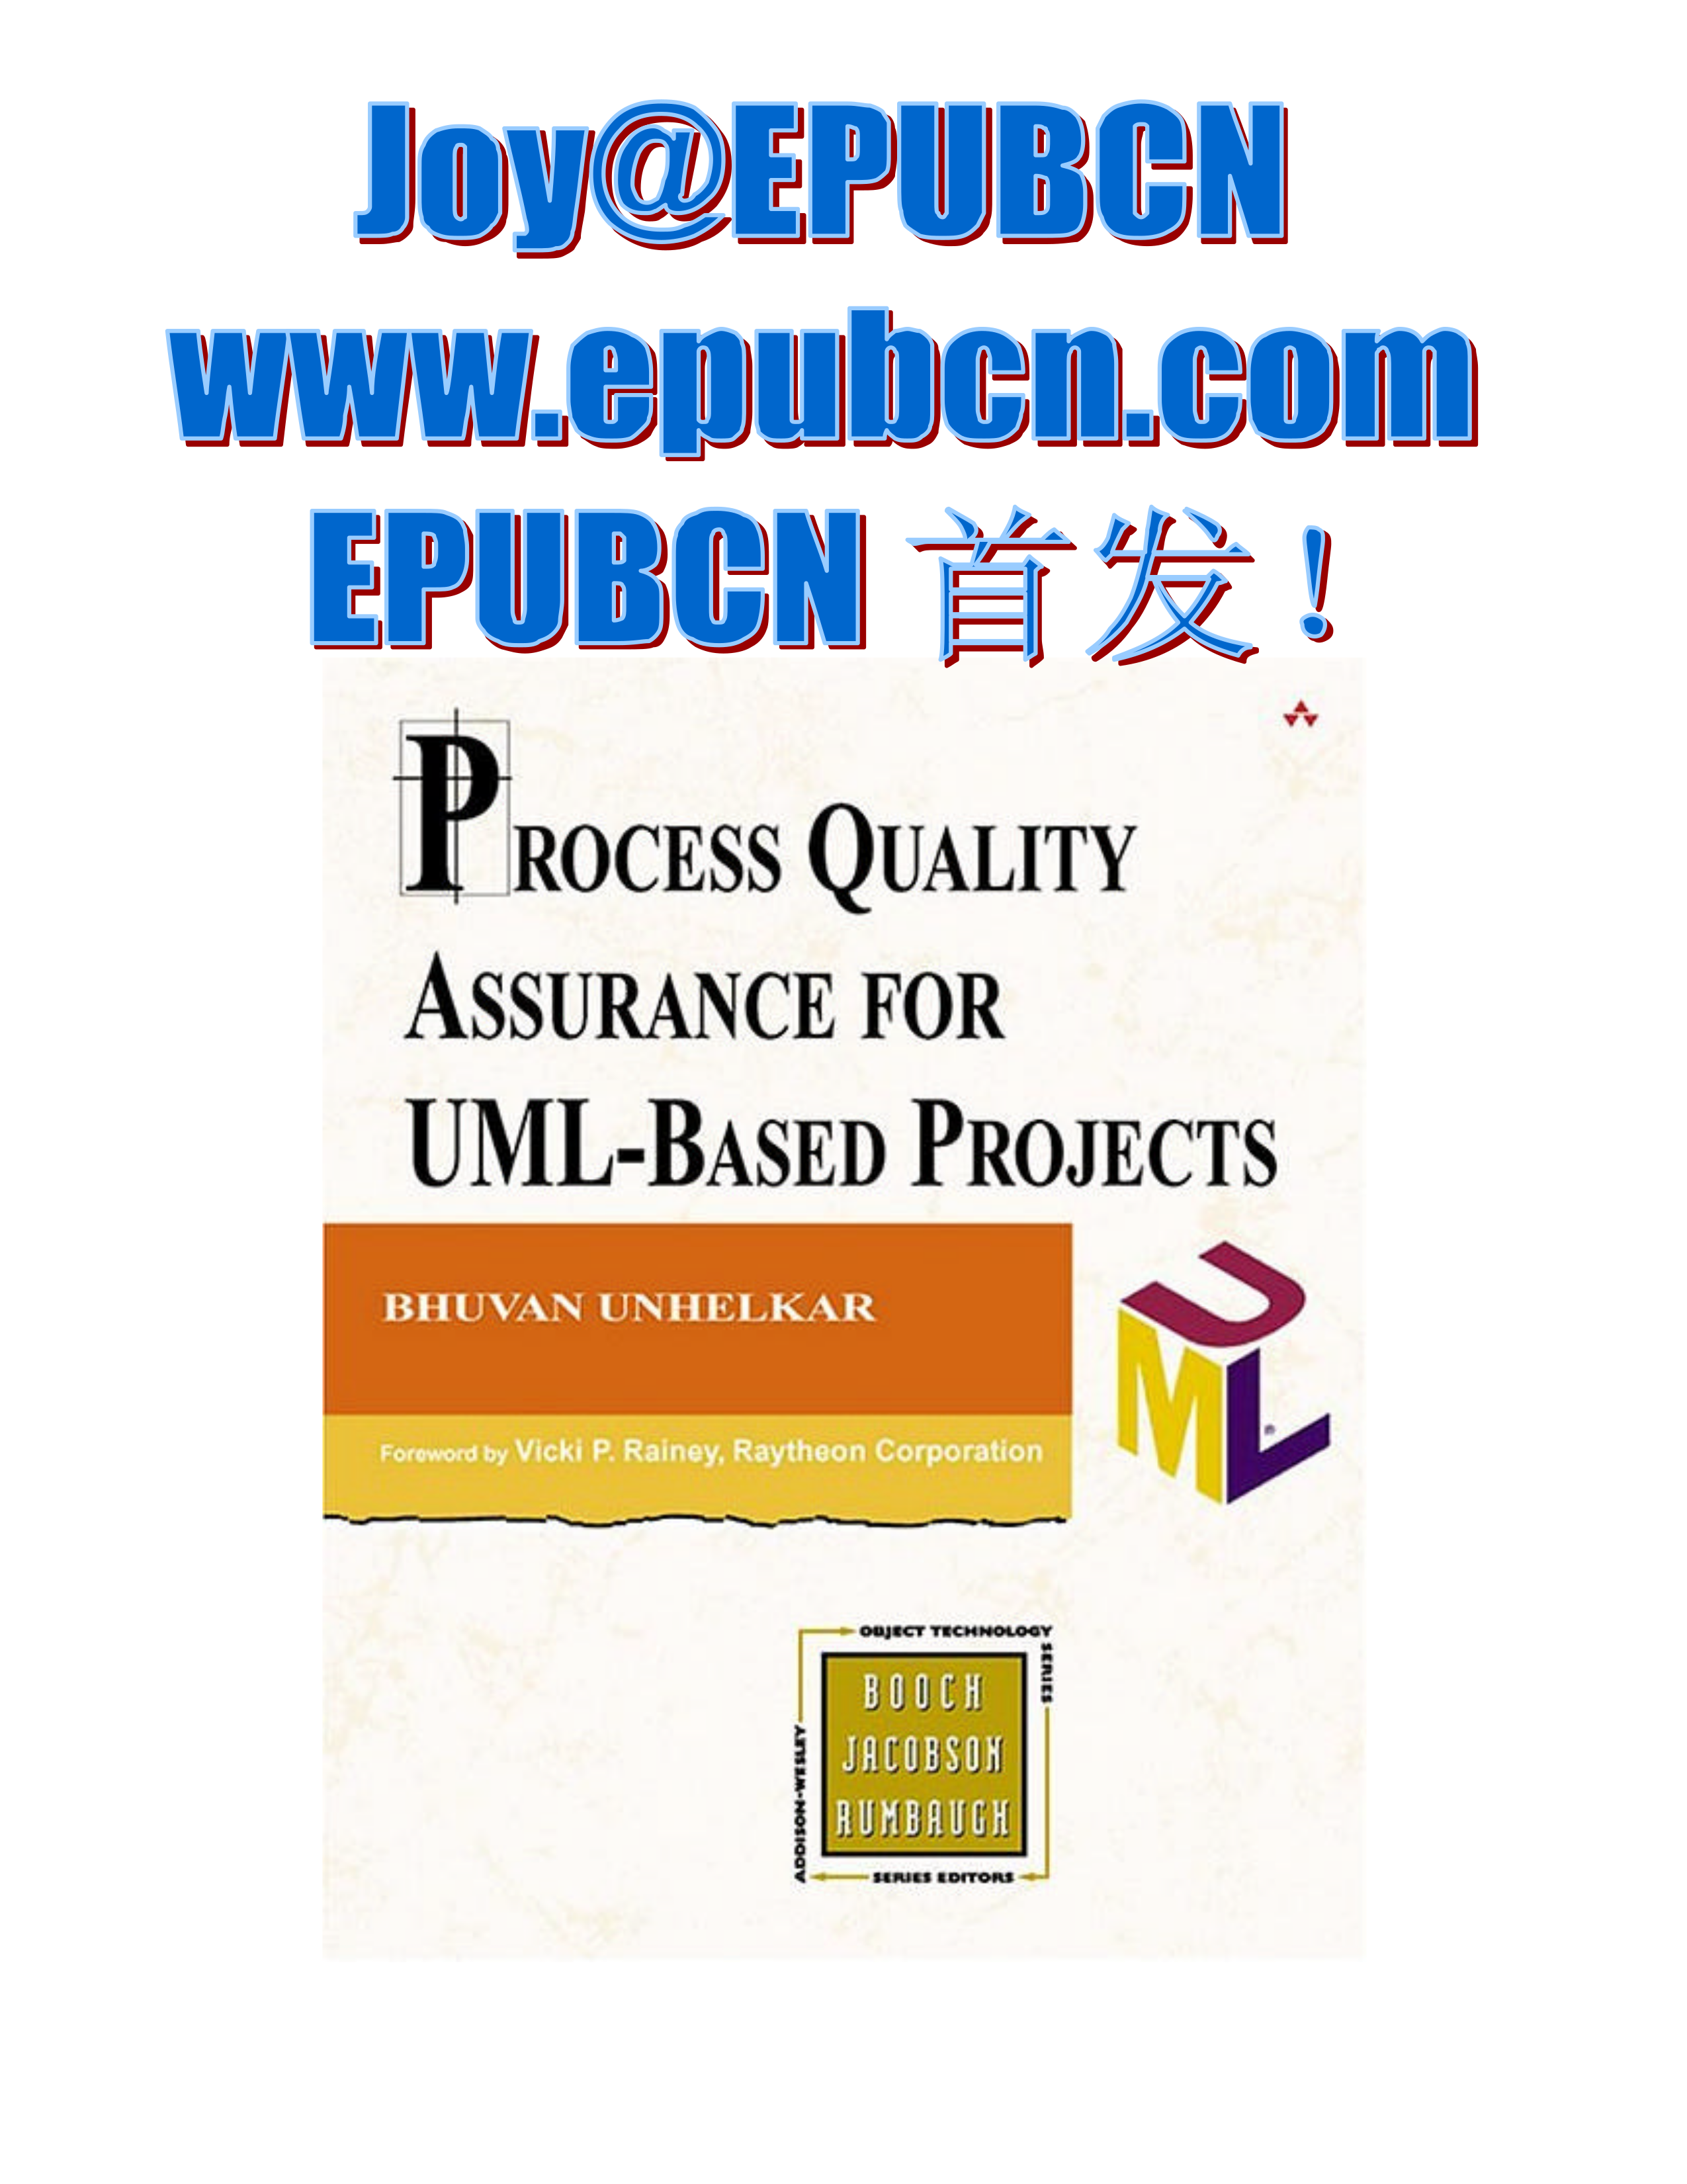 Joy@EPUBCN
www.epubcn.com
EPUBCN 首发！
PROCESS QUALITY
ASSURANCE FOR
UML-BASED PROJECTS
BHUVAN UNHELKAR
Foreword by Vicki P. Rainey, Raytheon Corporation
UML®
OBJECT TECHNOLOGY
SERIES
BOOCH
JACOBSON
RUMBAUGH
ADDISON-WESLEY
SERIES EDITORS